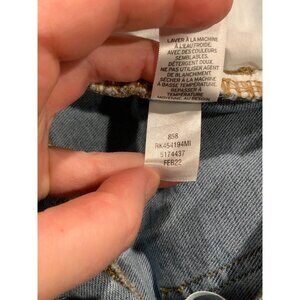 LAVER À LA MACHINE
À L'EAU FROIDE.
AVEC DES COULEURS
SEMBLABLES.
DÉTERGENT DOUX.
NE PAS UTILISER AGENT
DE BLANCHIMENT.
SÉCHER À LA MACHINE
À BASSE TEMPÉRATURE.
REPASSER À
TEMPÉRATURE
MOYENNE AU BESOIN.
858
RK454194MI
5174437
FEB22